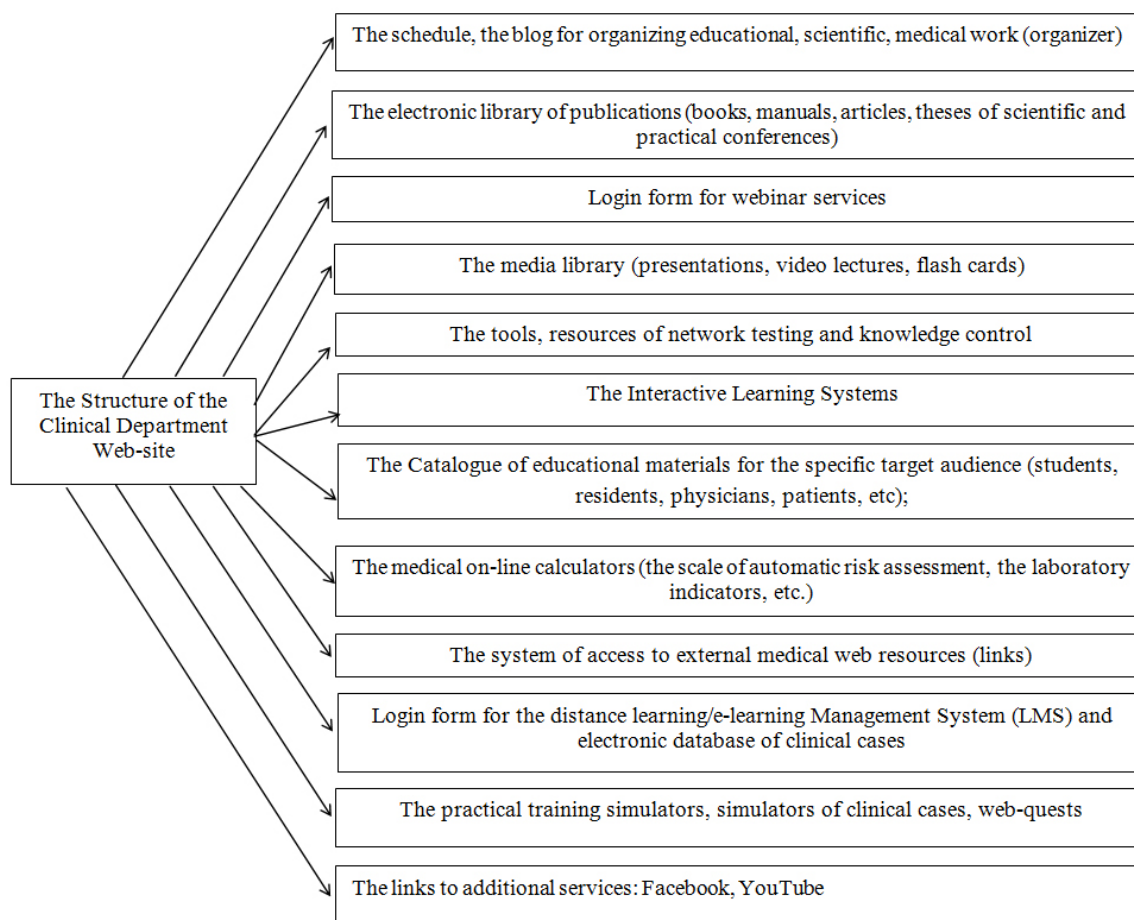 The schedule, the blog for organizing educational, scientific, medical work (organizer)
The electronic library of publications (books, manuals, articles, theses of scientific and
practical conferences)
Login form for webinar services
The media library (presentations, video lectures, flash cards)
The tools, resources of network testing and knowledge control
The Structure of the
Clinical Department
Web-site
The Interactive Learning Systems
The Catalogue of educational materials for the specific target audience (students,
residents, physicians, patients, etc);
The medical on-line calculators (the scale of automatic risk assessment, the laboratory
indicators, etc.)
The system of access to external medical web resources (links)
Login form for the distance learning/e-learning Management System (LMS) and
electronic database of clinical cases
The practical training simulators, simulators of clinical cases, web-quests
The links to additional services: Facebook, YouTube